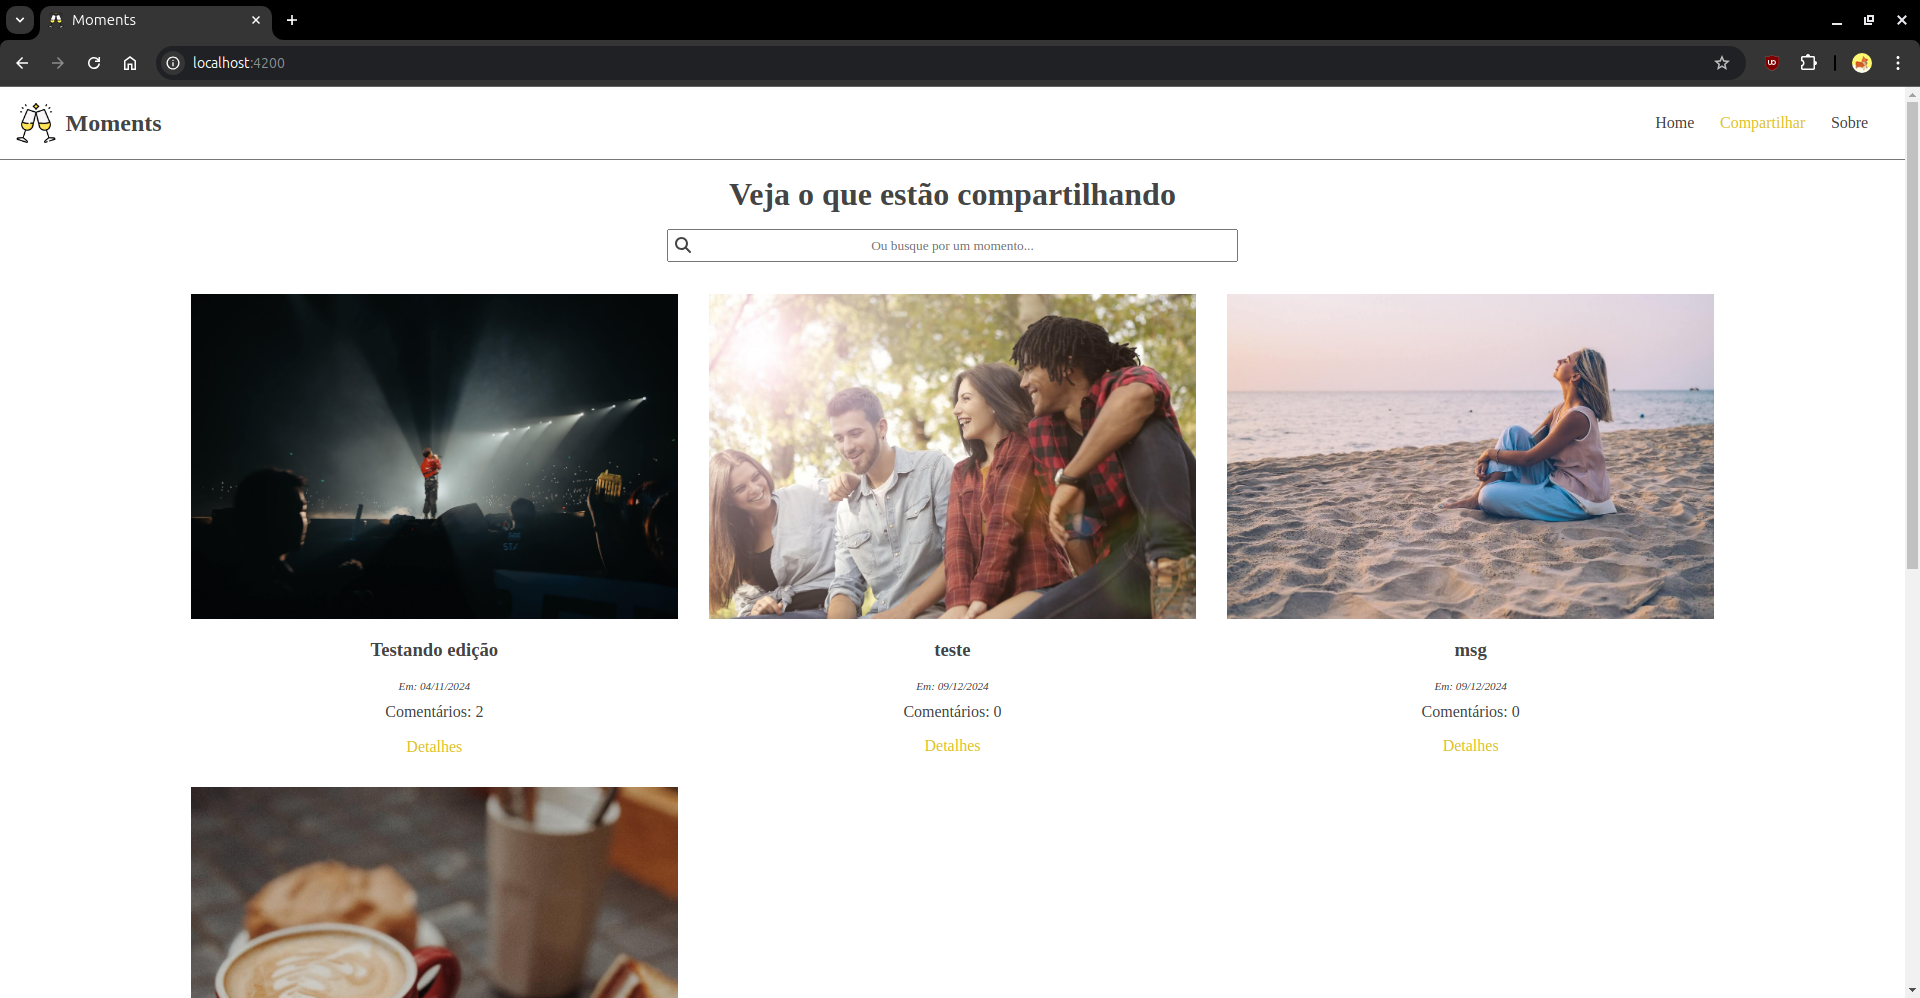 Moments
localhost:4200
Moments
Home Compartilhar Sobre
Veja o que estão compartilhando
Ou busque por um momento...
ST/
Testando edição
Em: 04/11/2024
Comentários: 2
Detalhes
teste
Em: 09/12/2024
Comentários: 0
Detalhes
msg
Em: 09/12/2024
Comentários: 0
Detalhes